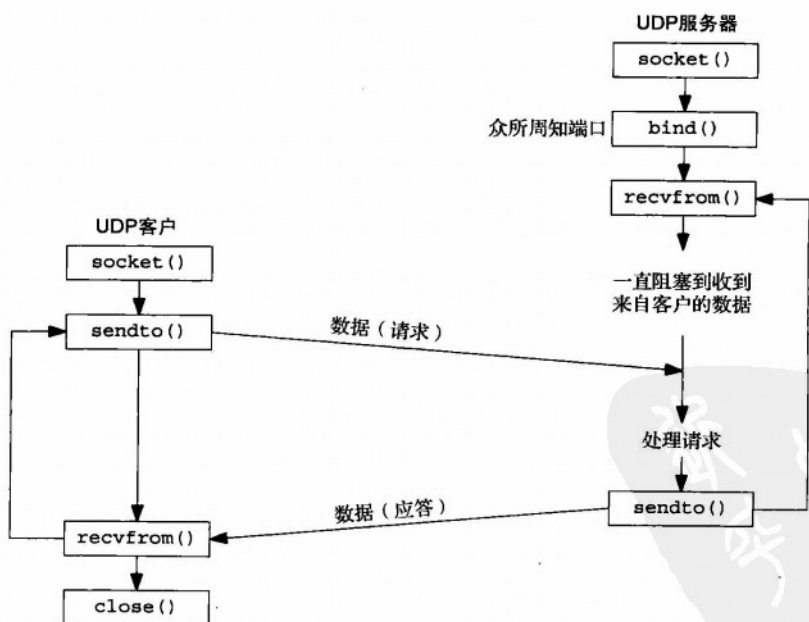 UDP服务器
socket()
众所周知端口
bind()
recvfrom()
UDP客户
socket()
一直阻塞到收到
来自客户的数据
sendto()
数据（请求）
处理请求
数据（应答）
sendto()
recvfrom()
close()